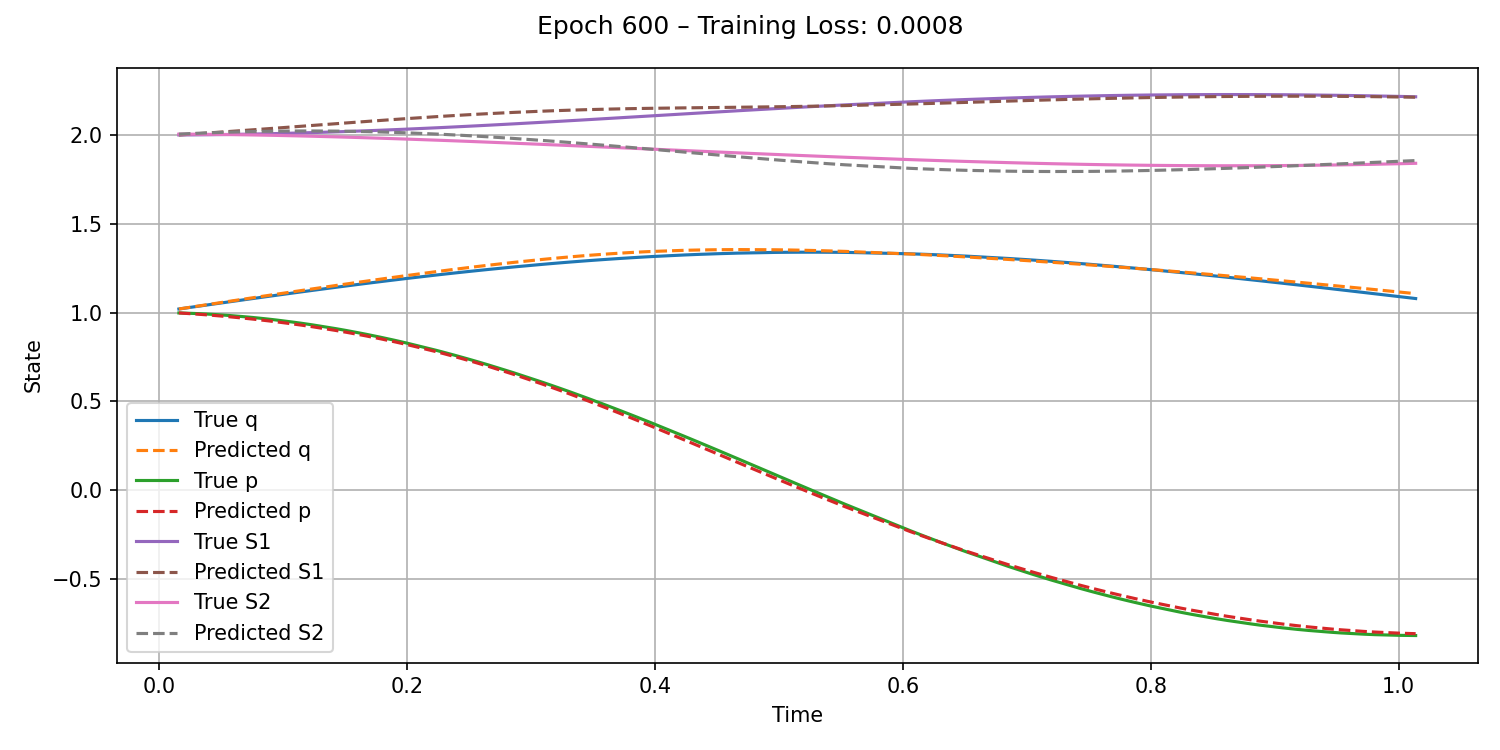 Epoch 600 – Training Loss: 0.0008
State
2.0
1.5
1.0
0.5
0.0
−0.5
True q
Predicted q
True p
Predicted p
True S1
Predicted S1
True S2
Predicted S2
0.0 0.2 0.4 0.6 0.8 1.0
Time